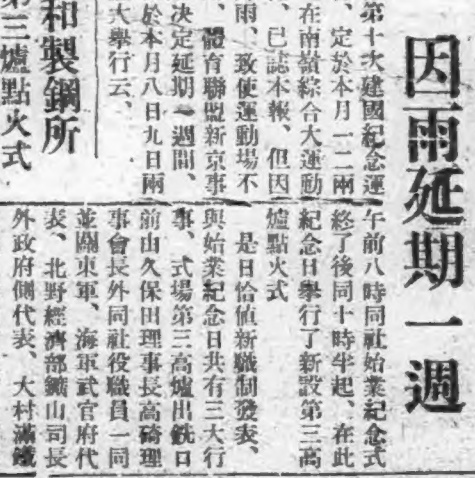 因雨延期一週
第十次建國紀念運
、定於本月一二兩
在南嶺綜合大運動
、已誌本報、但因
雨、致使運動場不
、體育聯盟新京事
決定延期一週間、
於本月八日九日兩
大舉行云、
和製鋼所
第三爐點火式
午前八時同社始業紀念式
終了後同十時半起、在此
紀念日舉行了新設第三高
爐點火式
是日恰値新職制發表、
與始業紀念日共有三大行
事、式場第三高爐出銑口
前山久保田理事長高碕理
事會長外同社役職員一同
並關東軍、海軍武官府代
表、北野經濟部鑛山司長
外政府側代表、大村滿鐵